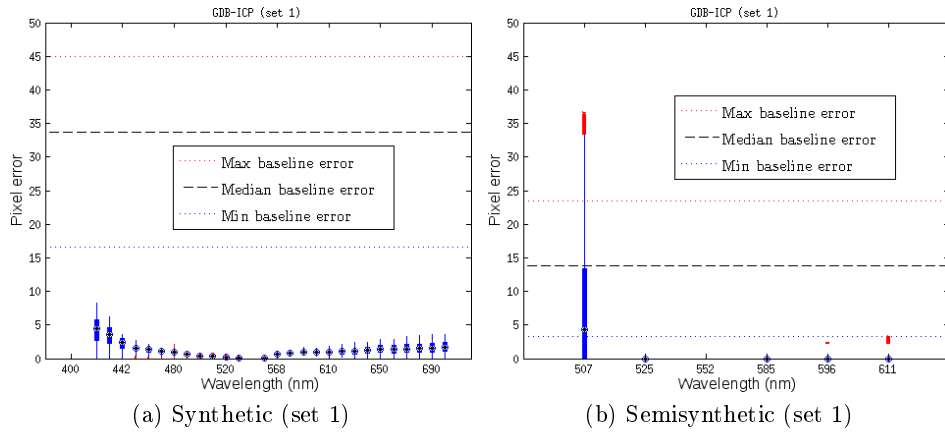 GDB-ICP (set 1)
50
45
40
35
30
25
20
15
10
5
0
Pixel error
Max baseline error
Median baseline error
Min baseline error
400 442 480 520 568 610 650 690
Wavelength (nm)
(a) Synthetic (set 1)
GDB-ICP (set 1)
50
45
40
35
30
25
20
15
10
5
0
Pixel error
Max baseline error
Median baseline error
Min baseline error
507 525 552 585 596 611
Wavelength (nm)
(b) Semisynthetic (set 1)